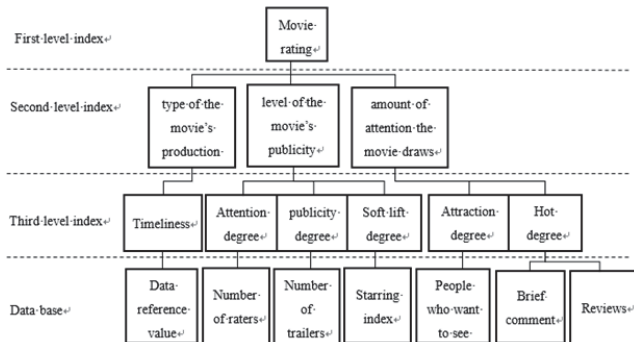 First level index
Movie
rating
Second level index
type of the
movie's
production
level of the
movie's
publicity
amount of
attention the
movie draws
Third level index
Timeliness
Attention
degree
publicity
degree
Soft lift
degree
Attraction
degree
Hot
degree
Data base
Data
reference
value
Number
of raters
Number
of
trailers
Starring
index
People
who want
to see
Brief
comment
Reviews